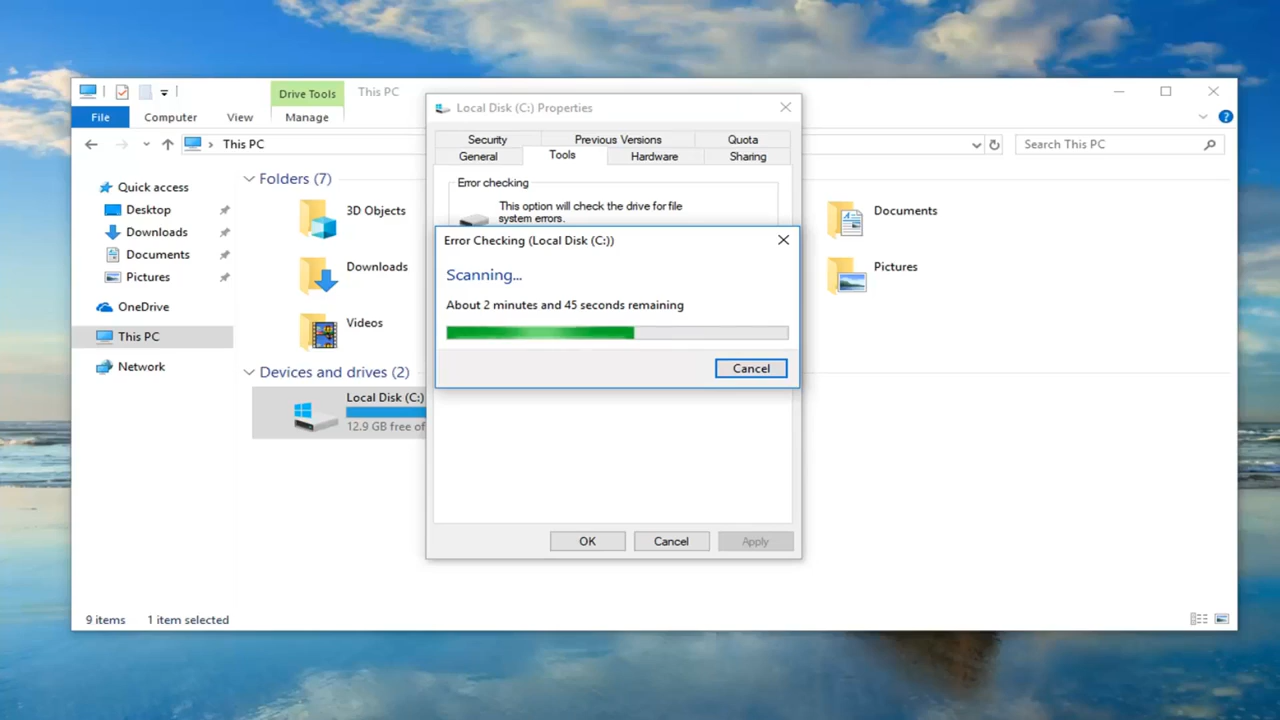 Drive Tools
This PC
File
Computer
View
Manage
This PC
Search This PC
Quick access
Desktop
Downloads
Documents
Pictures
OneDrive
This PC
Network
Folders (7)
3D Objects
Downloads
Videos
Documents
Pictures
Devices and drives (2)
Local Disk (C:)
12.9 GB free of
9 items
1 item selected
Local Disk (C:) Properties
Security
Previous Versions
Quota
General
Tools
Hardware
Sharing
Error checking
This option will check the drive for file
system errors.
Error Checking (Local Disk (C:))
Scanning...
About 2 minutes and 45 seconds remaining
Cancel
OK
Cancel
Apply